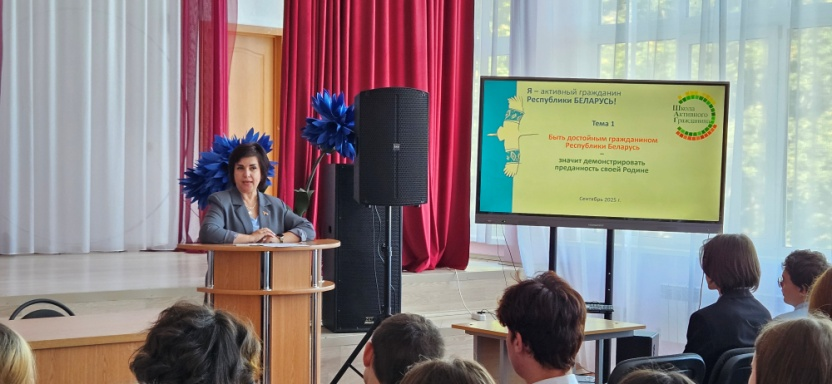 Я – активный гражданин
Республики БЕЛАРУСЬ!
Школа
Активного
Гражданина
Тема 1
Быть достойным гражданином
Республики Беларусь
–
значит демонстрировать
преданность своей Родине
Сентябрь 2025 г.